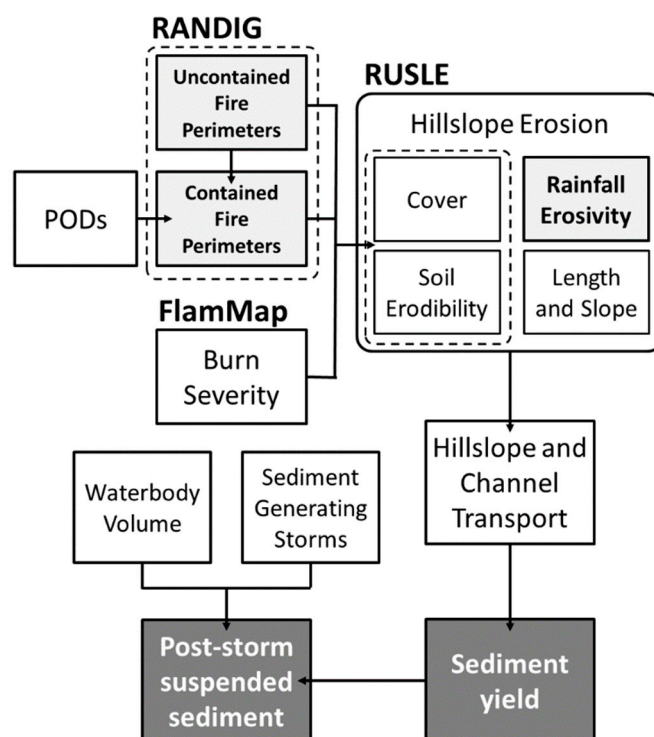 RANDIG
Uncontained
Fire
Perimeters
Contained
Fire
Perimeters
PODs
FlamMap
Burn
Severity
RUSLE
Hillslope Erosion
Cover
Rainfall
Erosivity
Soil
Erodibility
Length
and Slope
Hillslope and
Channel
Transport
Waterbody
Volume
Sediment
Generating
Storms
Post-storm
suspended
sediment
Sediment
yield